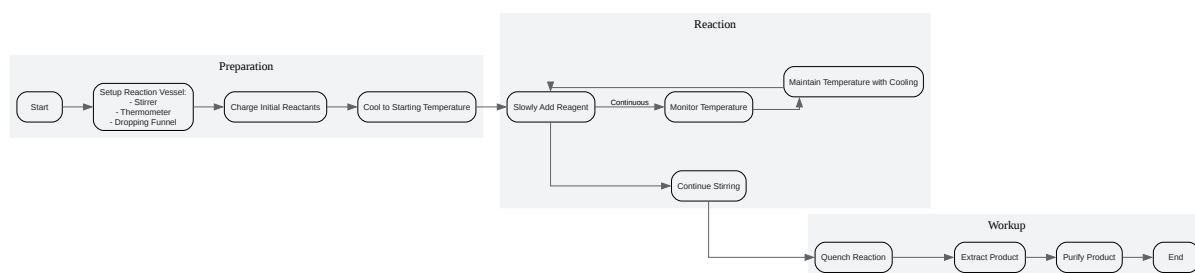 Preparation
Start
Setup Reaction Vessel:
- Stirrer
- Thermometer
- Dropping Funnel
Charge Initial Reactants
Cool to Starting Temperature
Reaction
Slowly Add Reagent
Continuous
Monitor Temperature
Maintain Temperature with Cooling
Continue Stirring
Workup
Quench Reaction
Extract Product
Purify Product
End